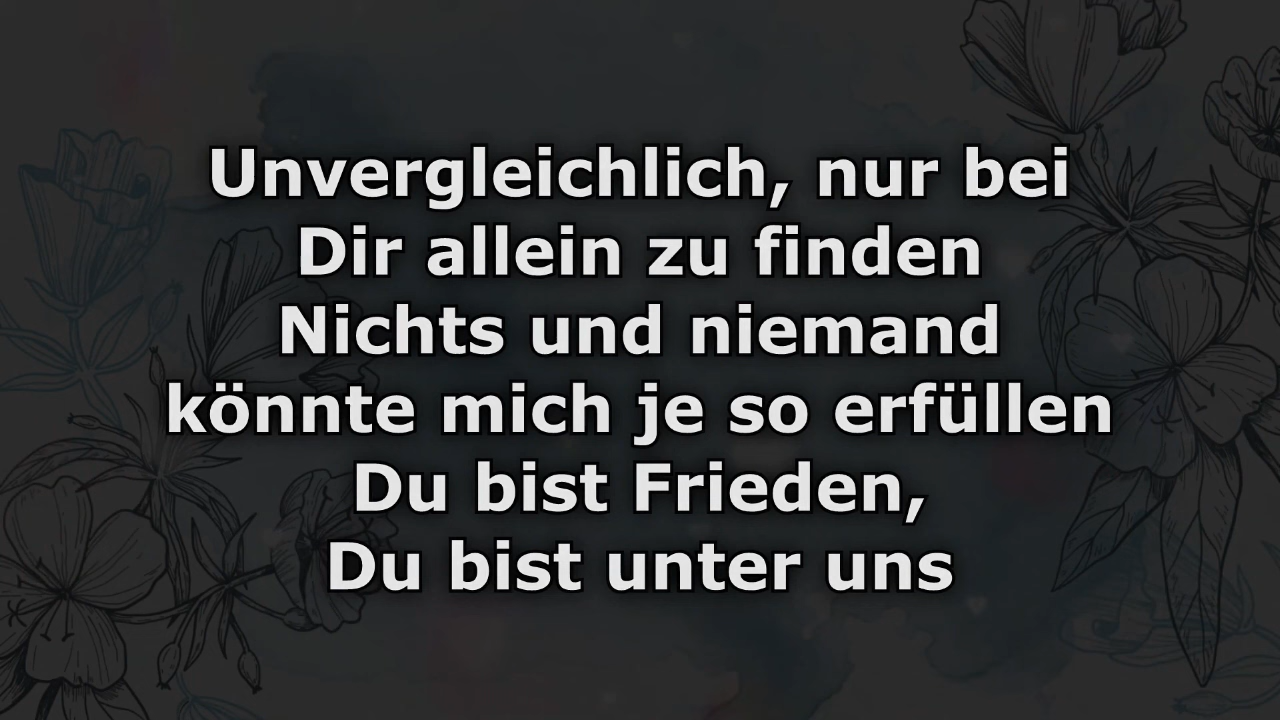 Unvergleichlich, nur bei
Dir allein zu finden
Nichts und niemand
könnte mich je so erfüllen
Du bist Frieden,
Du bist unter uns